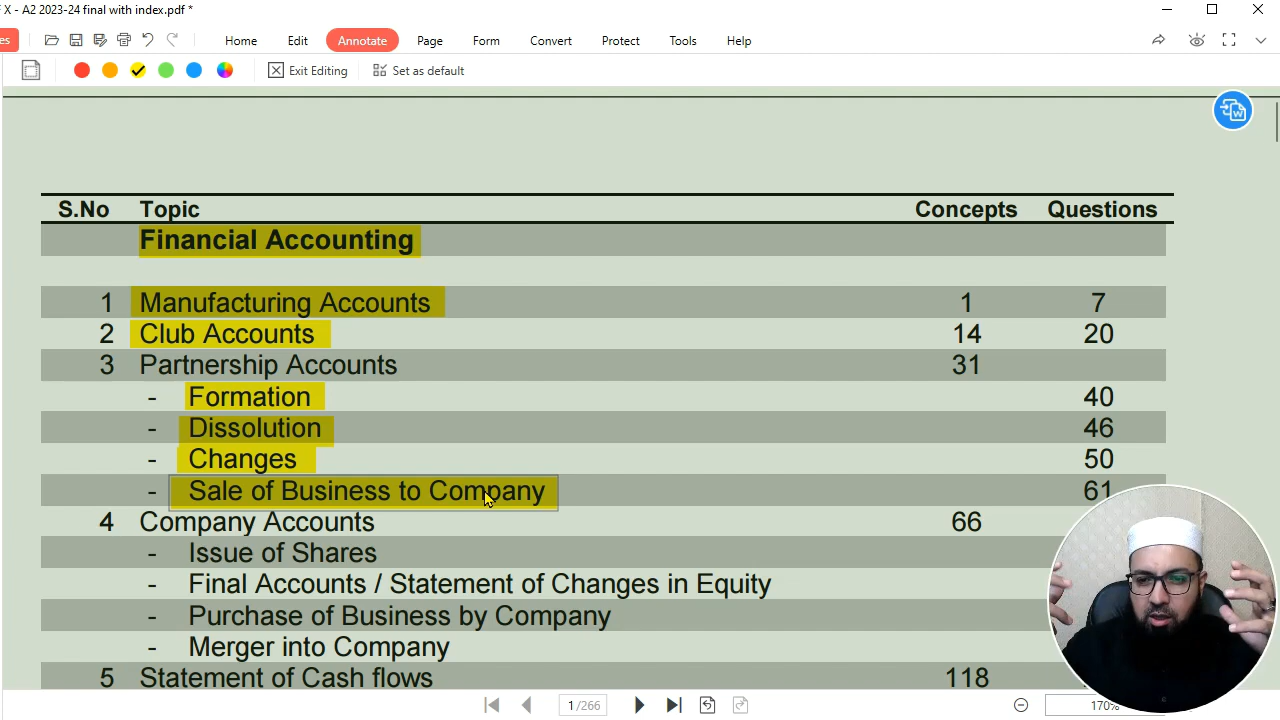 F X - A2 2023-24 final with index.pdf *
es Home Edit Annotate Page Form Convert Protect Tools Help
Exit Editing Set as default
S.No Topic Concepts Questions
Financial Accounting
1 Manufacturing Accounts 1 7
2 Club Accounts 14 20
3 Partnership Accounts 31
- Formation 40
- Dissolution 46
- Changes 50
- Sale of Business to Company 61
4 Company Accounts 66
- Issue of Shares
- Final Accounts / Statement of Changes in Equity
- Purchase of Business by Company
- Merger into Company
5 Statement of Cash flows 118
1 /266 170%